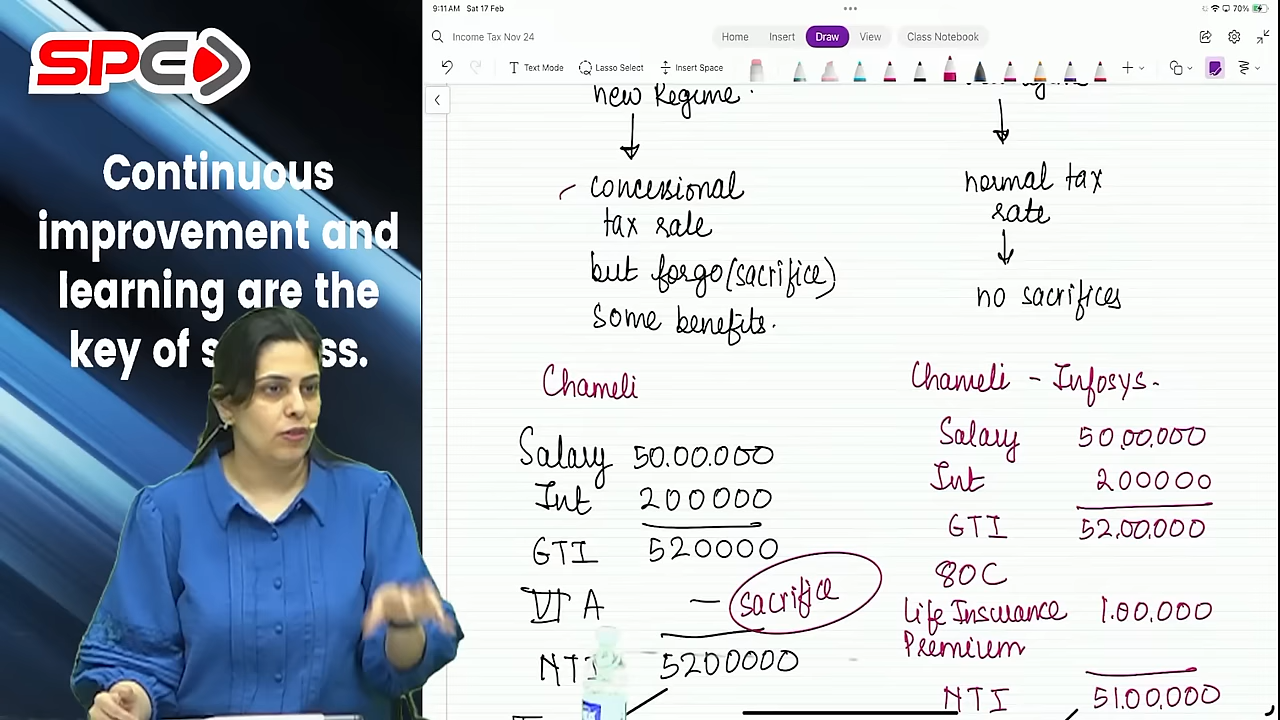 9:11 AM Sat 17 Feb
70%
SPE
Income Tax Nov 24
Home Insert Draw View Class Notebook
Text Mode Lasso Select Insert Space
Continuous
improvement and
learning are the
key of s ss.
new Regime.
concessional
tax rate
but forgo (sacrifice)
some benefits.
normal tax
rate
no sacrifices
Chameli
Salary 50,00,000
Int 200000
GTI 520000
VI A — sacrifice
NTI 5200000
Chameli - Infosys.
Salary 50,00,000
Int 200000
GTI 52,00,000
80C
Life Insurance 1,00,000
Premium
NTI 51,00,000